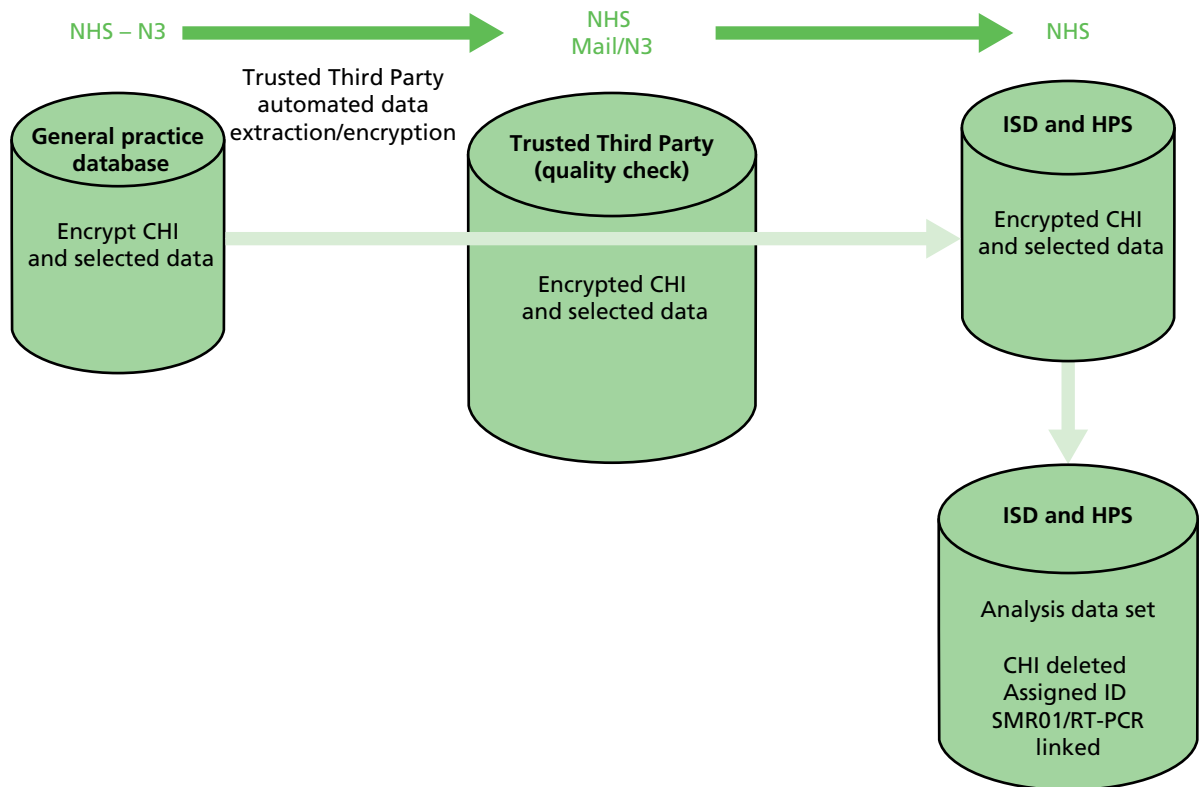 NHS – N3
NHS
Mail/N3
NHS
Trusted Third Party
automated data
extraction/encryption
General practice
database
Encrypt CHI
and selected data
Trusted Third Party
(quality check)
Encrypted CHI
and selected data
ISD and HPS
Encrypted CHI
and selected data
ISD and HPS
Analysis data set
CHI deleted
Assigned ID
SMR01/RT-PCR
linked